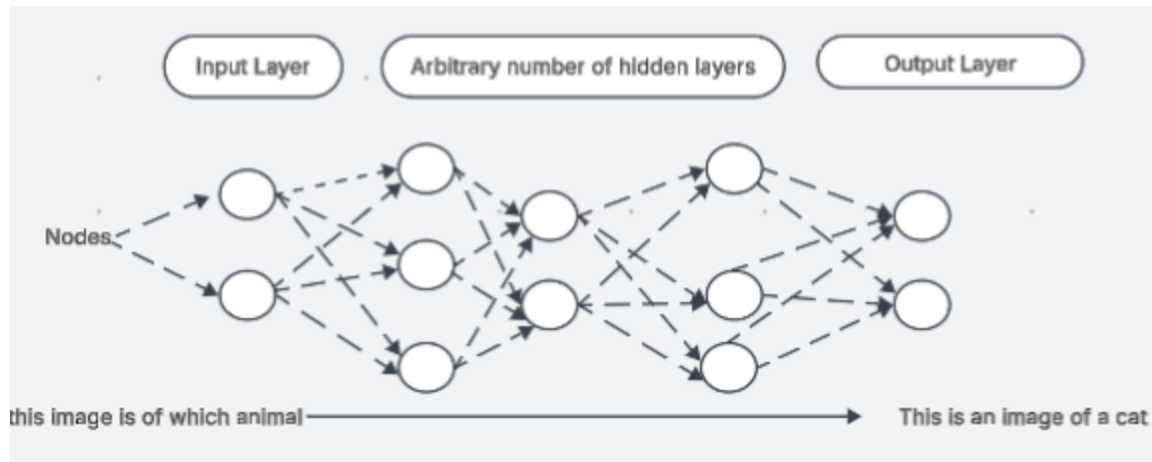 Input Layer
Arbitrary number of hidden layers
Output Layer
Nodes
this image is of which animal
This is an image of a cat